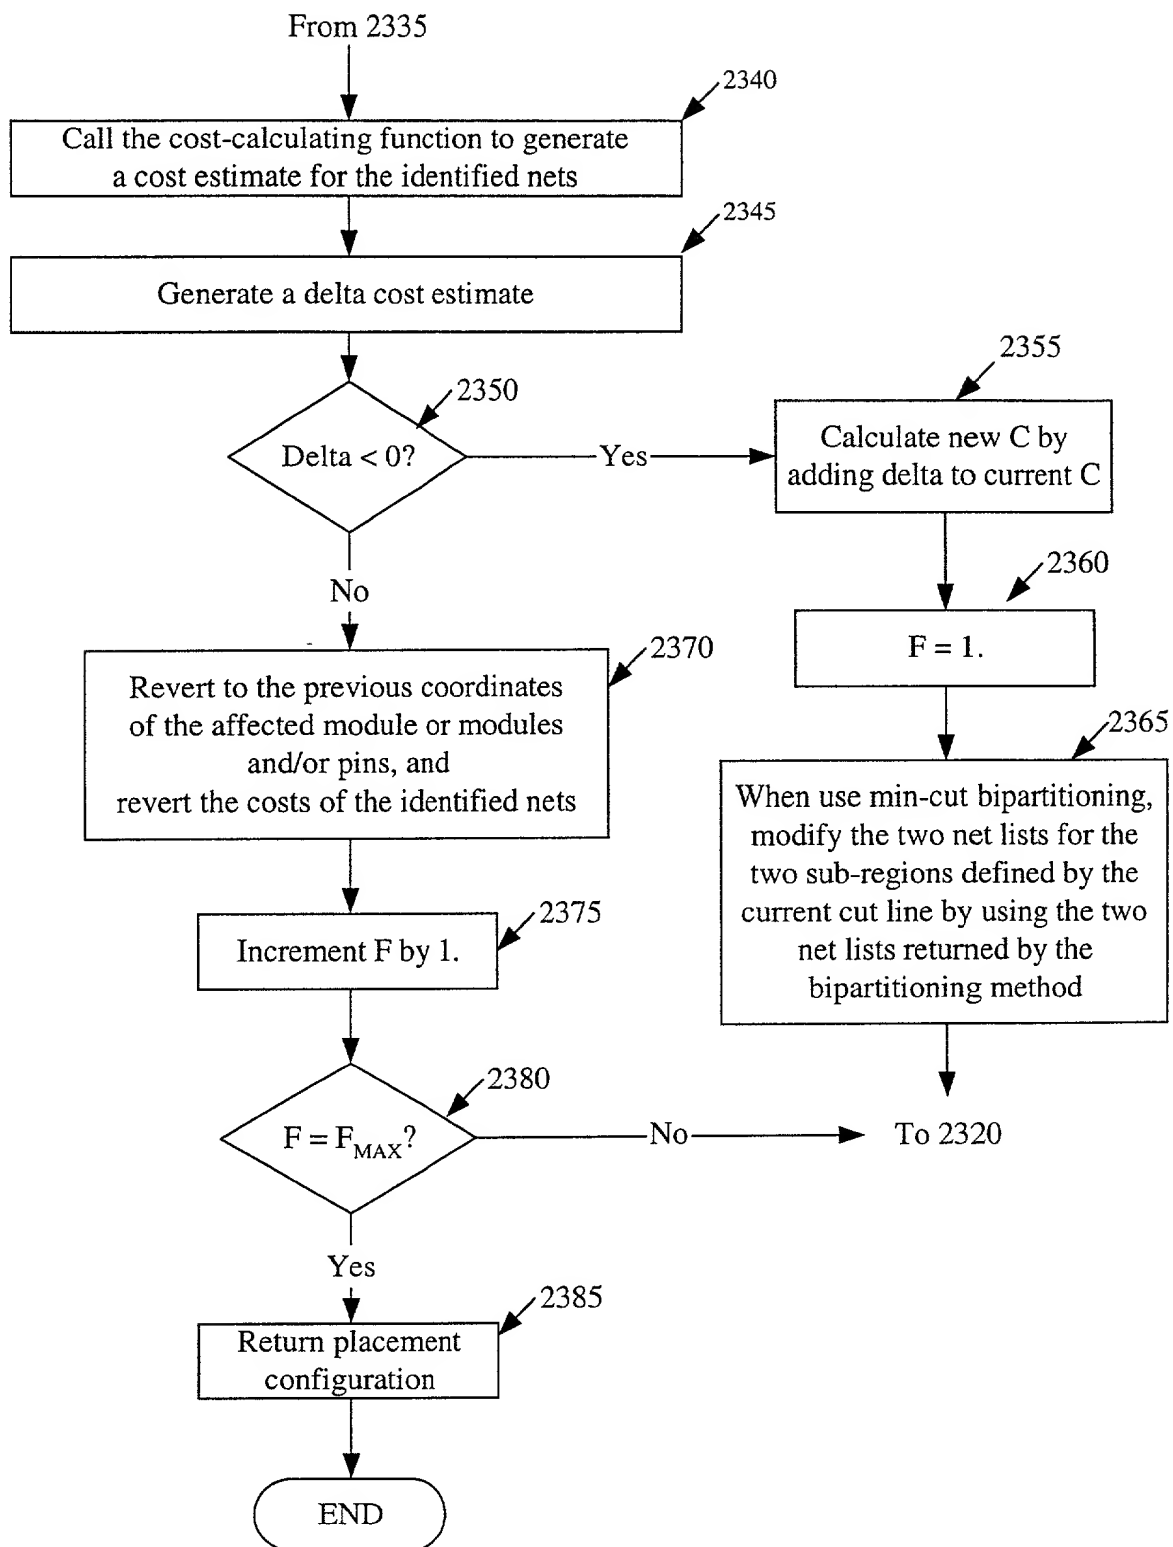 From 2335
2340
Call the cost-calculating function to generate
a cost estimate for the identified nets
2345
Generate a delta cost estimate
2350
Delta < 0?
Yes
2355
Calculate new C by
adding delta to current C
2360
F = 1.
2365
When use min-cut bipartitioning,
modify the two net lists for the
two sub-regions defined by the
current cut line by using the two
net lists returned by the
bipartitioning method
No
2370
Revert to the previous coordinates
of the affected module or modules
and/or pins, and
revert the costs of the identified nets
2375
Increment F by 1.
2380
F = F_MAX?
No
To 2320
Yes
2385
Return placement
configuration
END